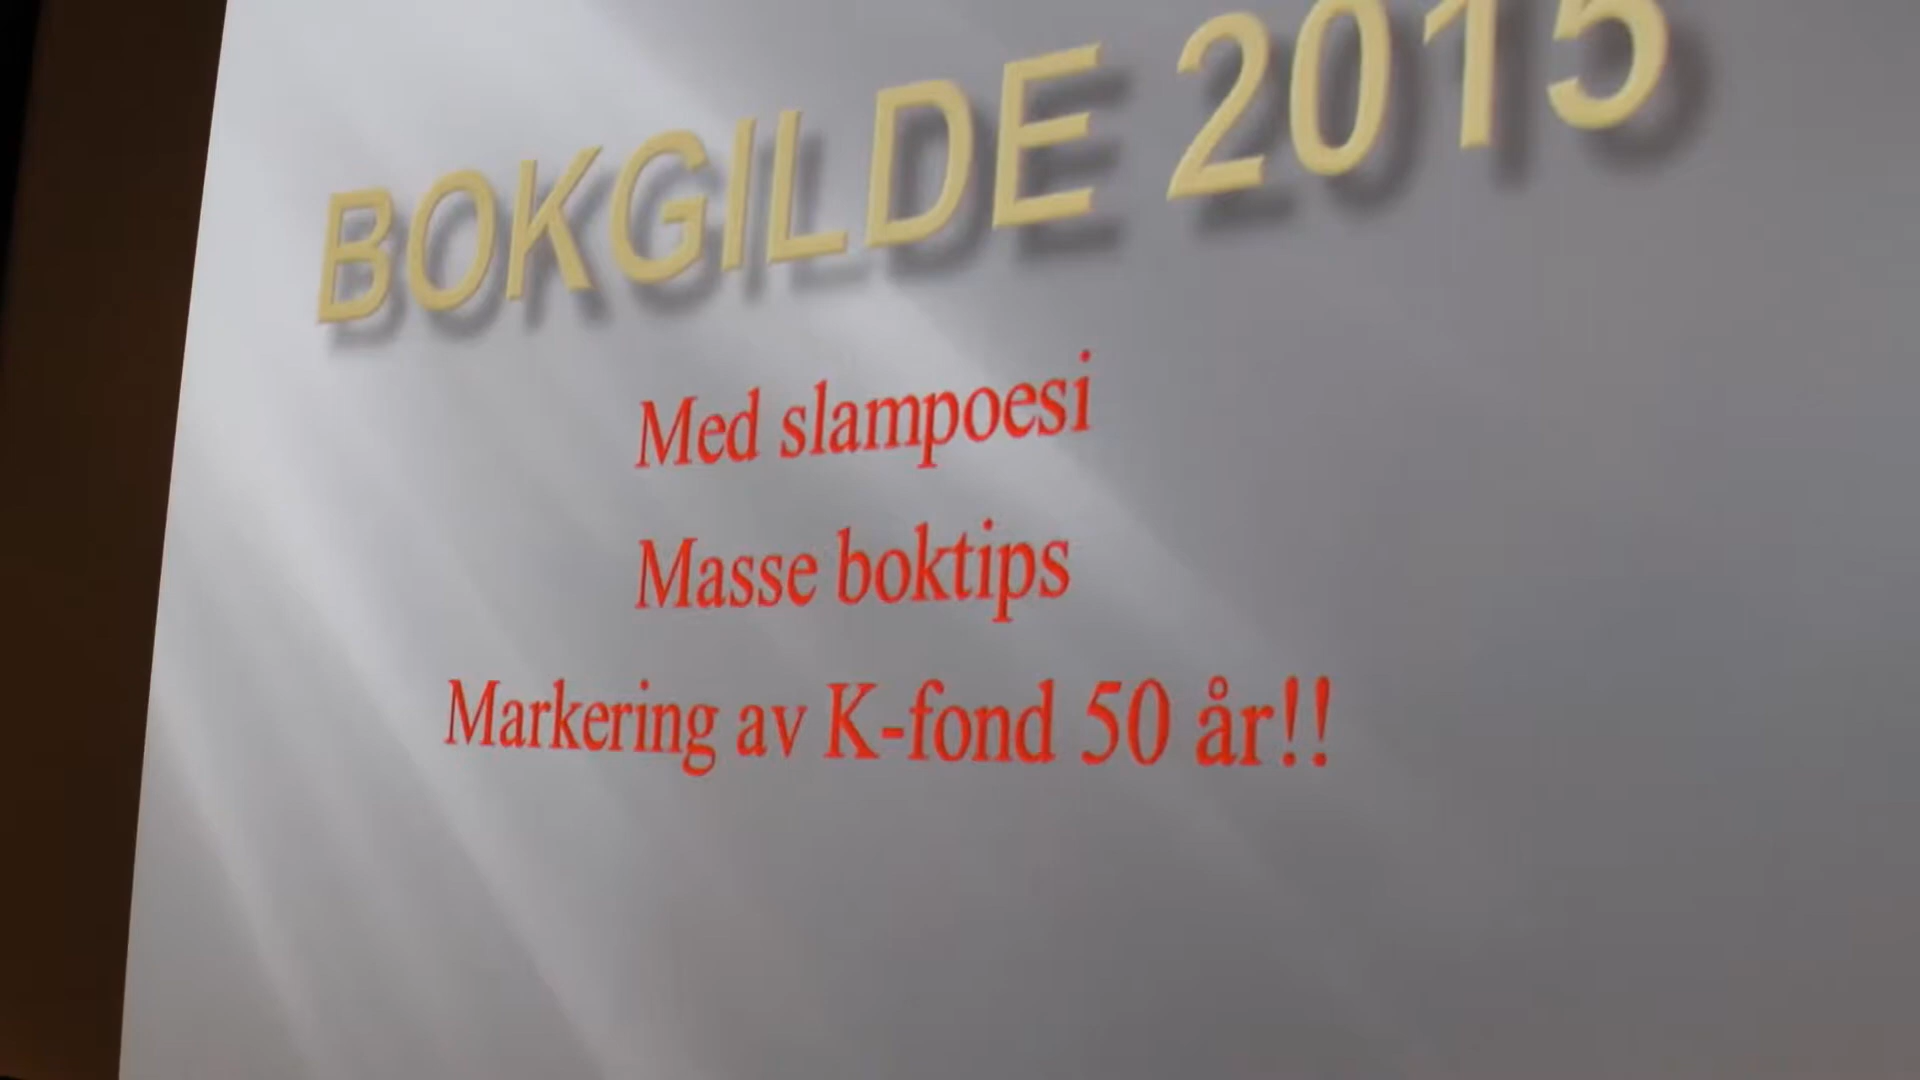 BOKGILDE 2015
Med slampoesi
Masse boktips
Markering av K-fond 50 år!!